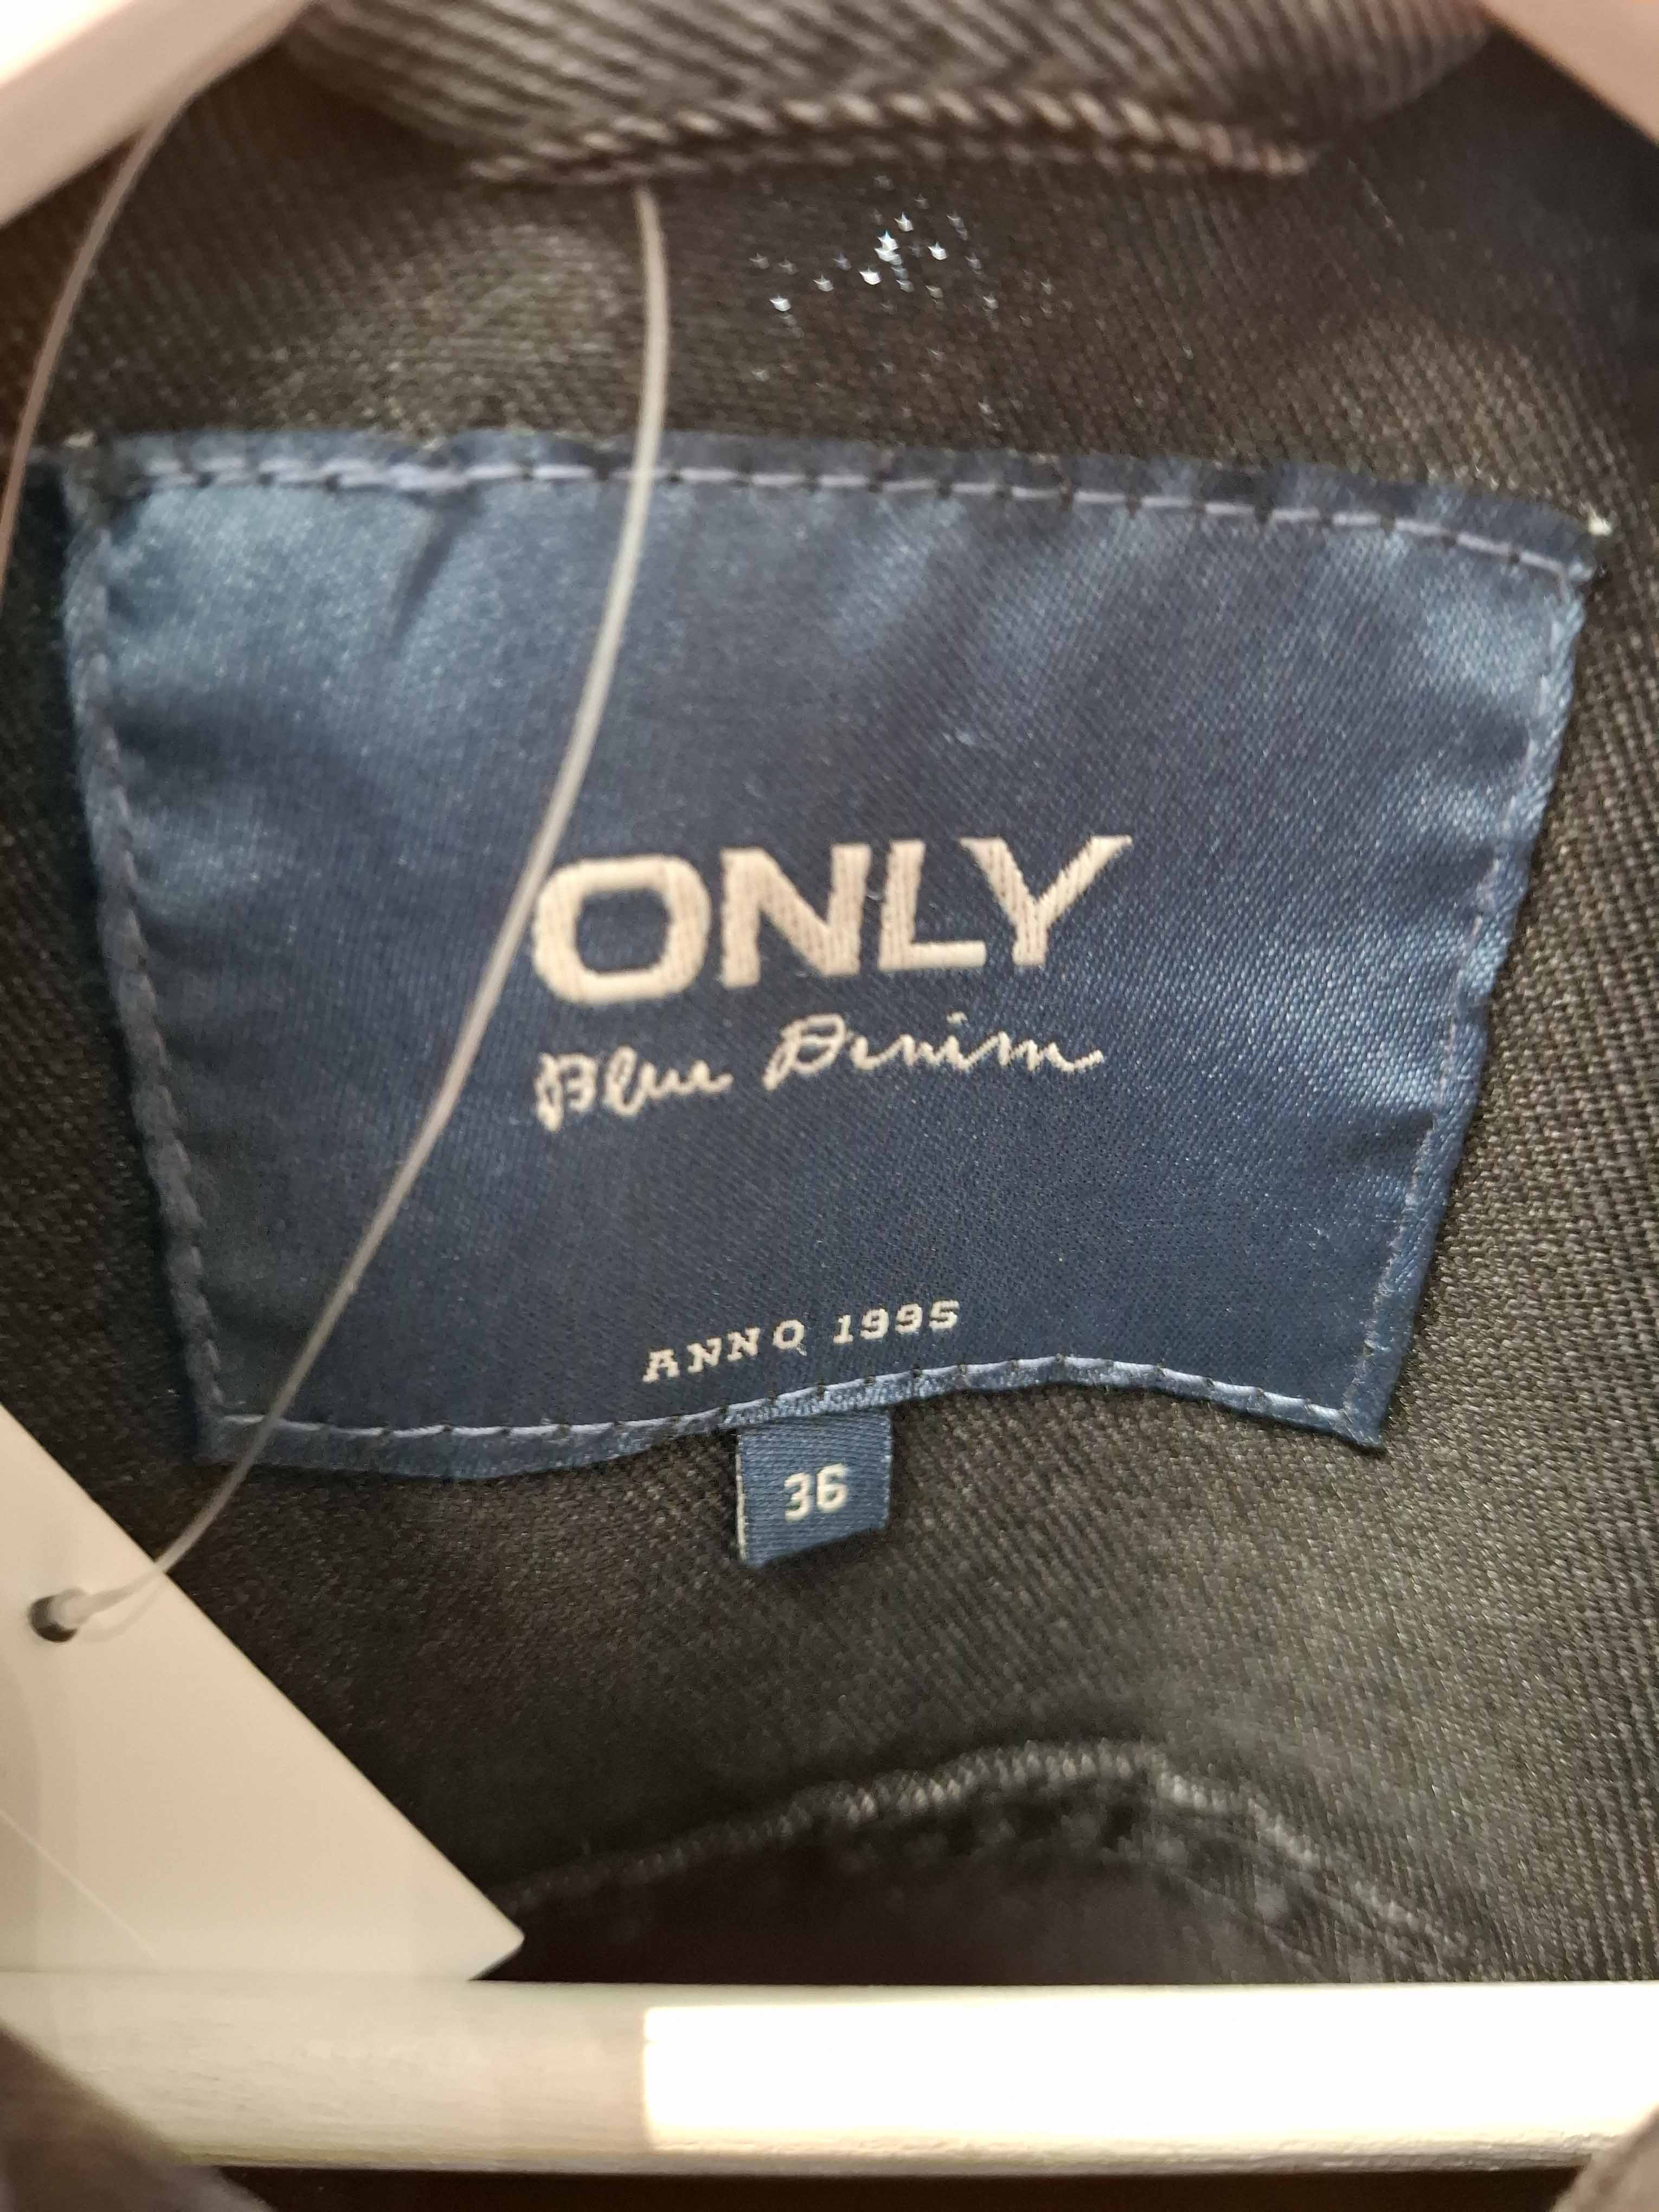 ONLY
Blue Denim
ANNO 1995
36